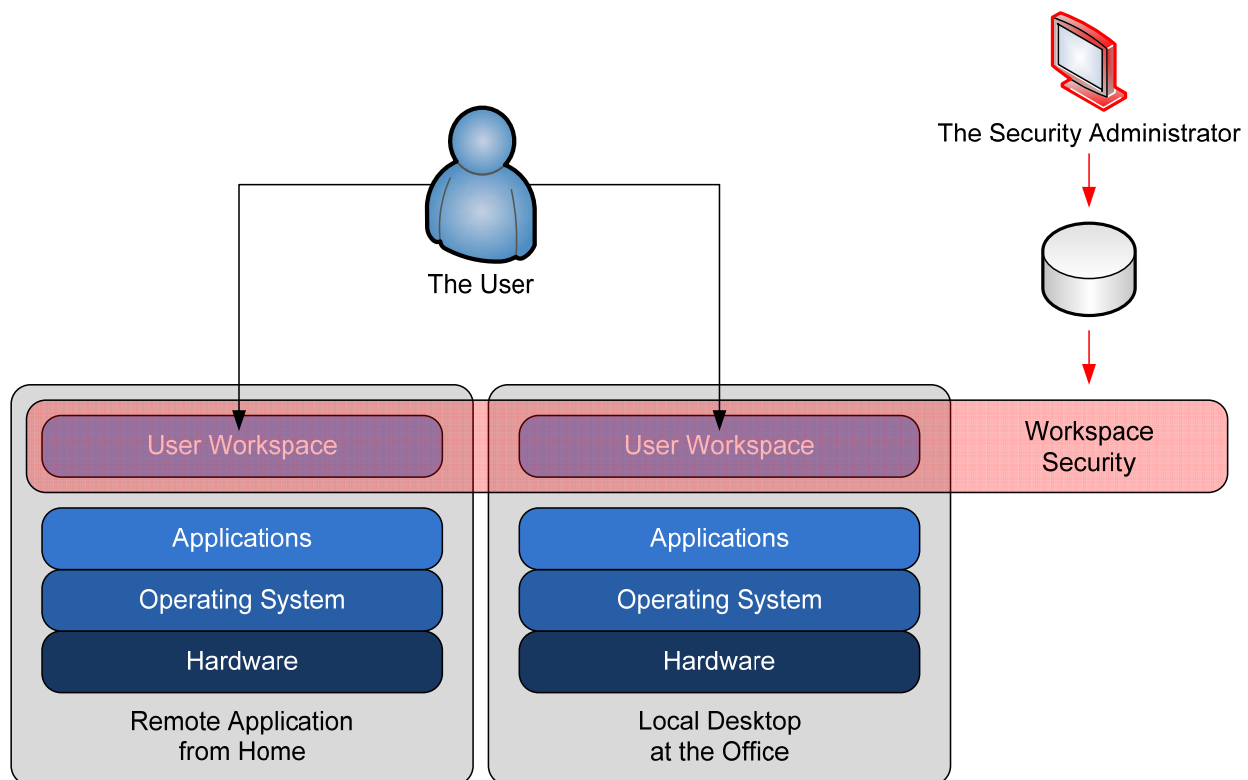 The Security Administrator
The User
User Workspace
User Workspace
Workspace
Security
Applications
Applications
Operating System
Operating System
Hardware
Hardware
Remote Application
from Home
Local Desktop
at the Office